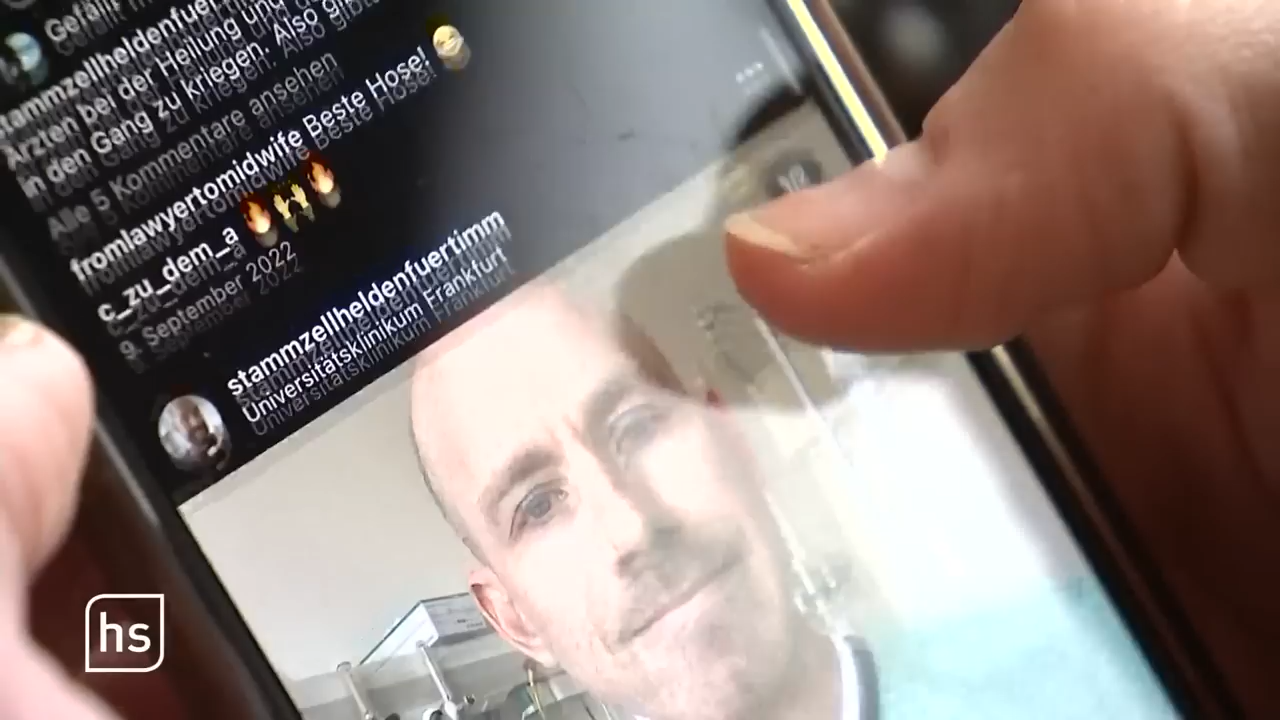 Gefällt
stammzellheldenfuer
Ärzten bei der Heilung und
in den Gang zu kriegen. Also gibt
Alle 5 Kommentare ansehen
fromlawyertomidwife Beste Hose! 😂
c_zu_dem_a 🔥🙌🔥
9. September 2022
stammzellheldenfuertimm
Universitätsklinikum Frankfurt
hs